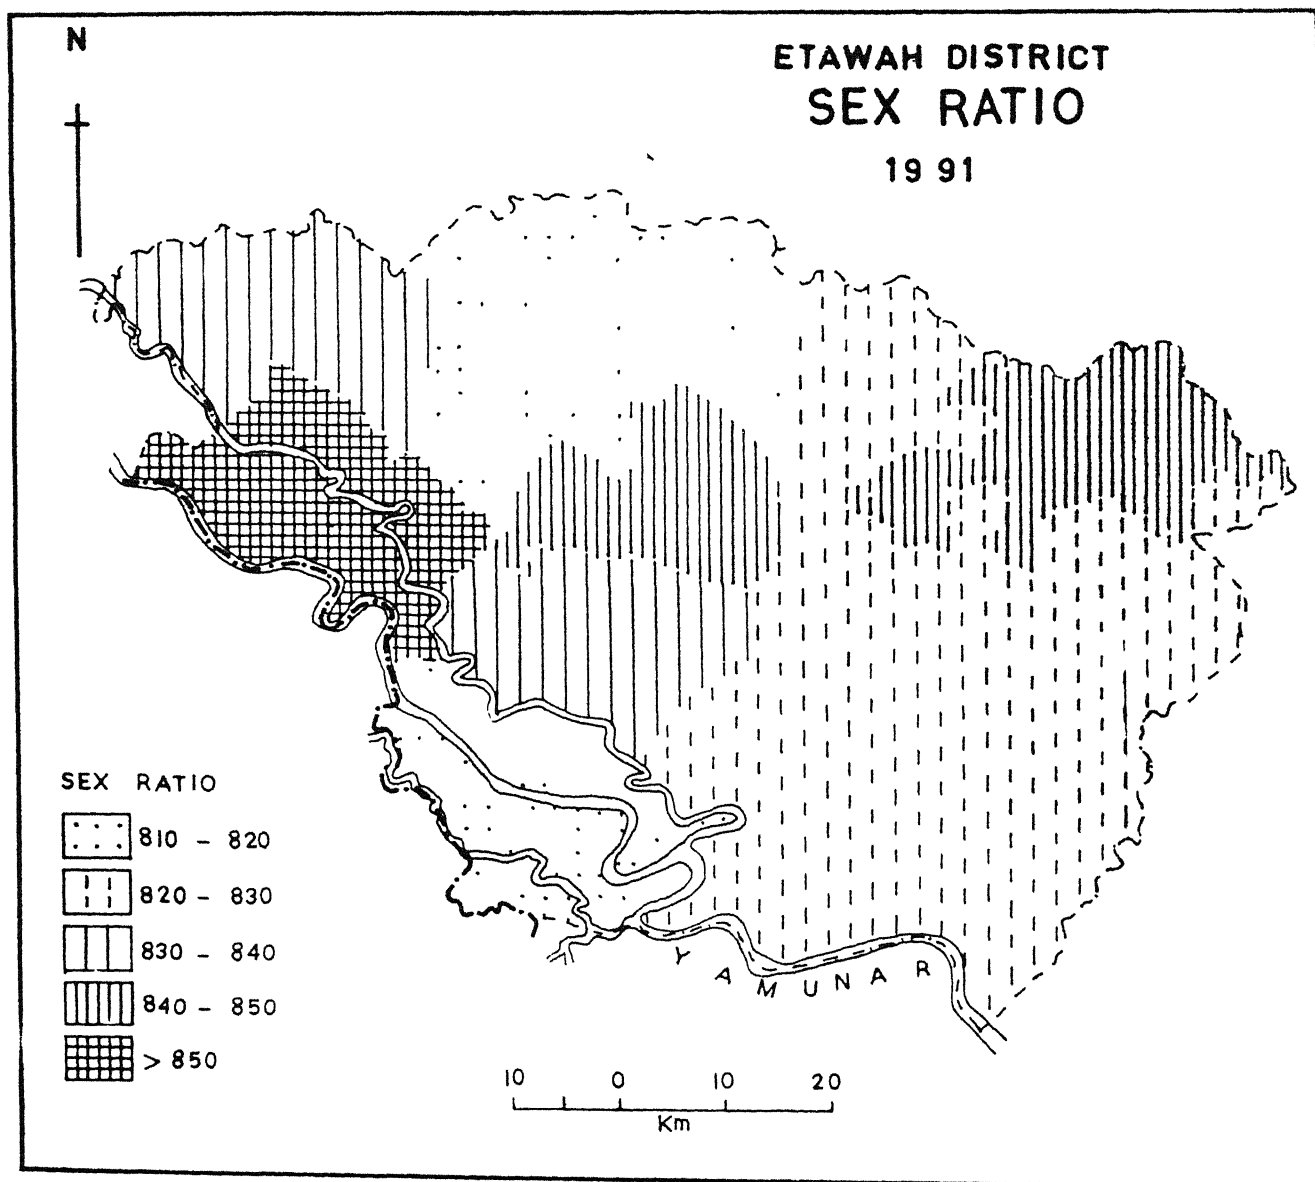 N
ETAWAH DISTRICT
SEX RATIO
1991
SEX RATIO
810 - 820
820 - 830
830 - 840
840 - 850
> 850
YAMUNA R
10 0 10 20
Km